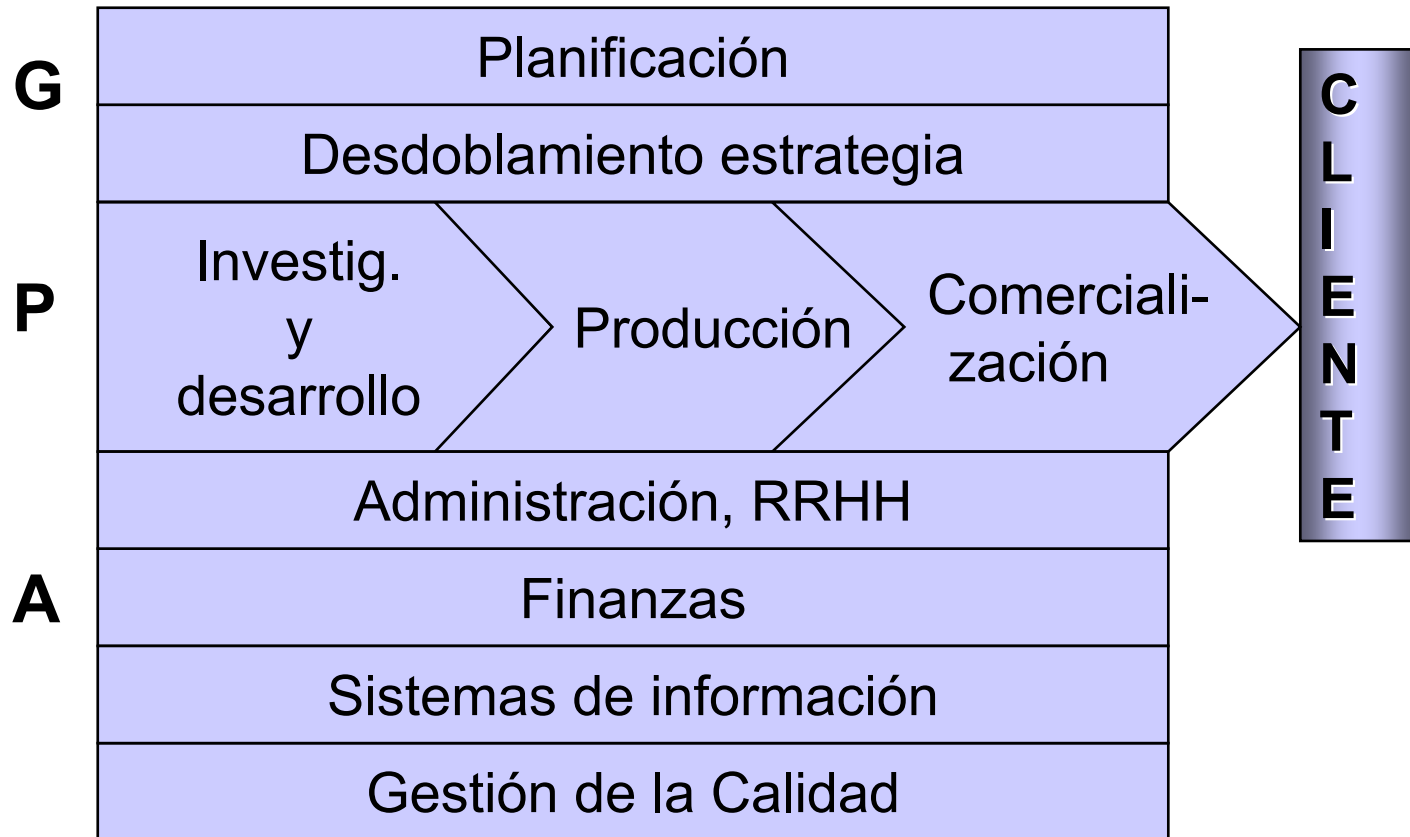 G
Planificación
Desdoblamiento estrategia
P
Investig.
y
desarrollo
Producción
Comerciali-
zación
A
Administración, RRHH
Finanzas
Sistemas de información
Gestión de la Calidad
C
L
I
E
N
T
E